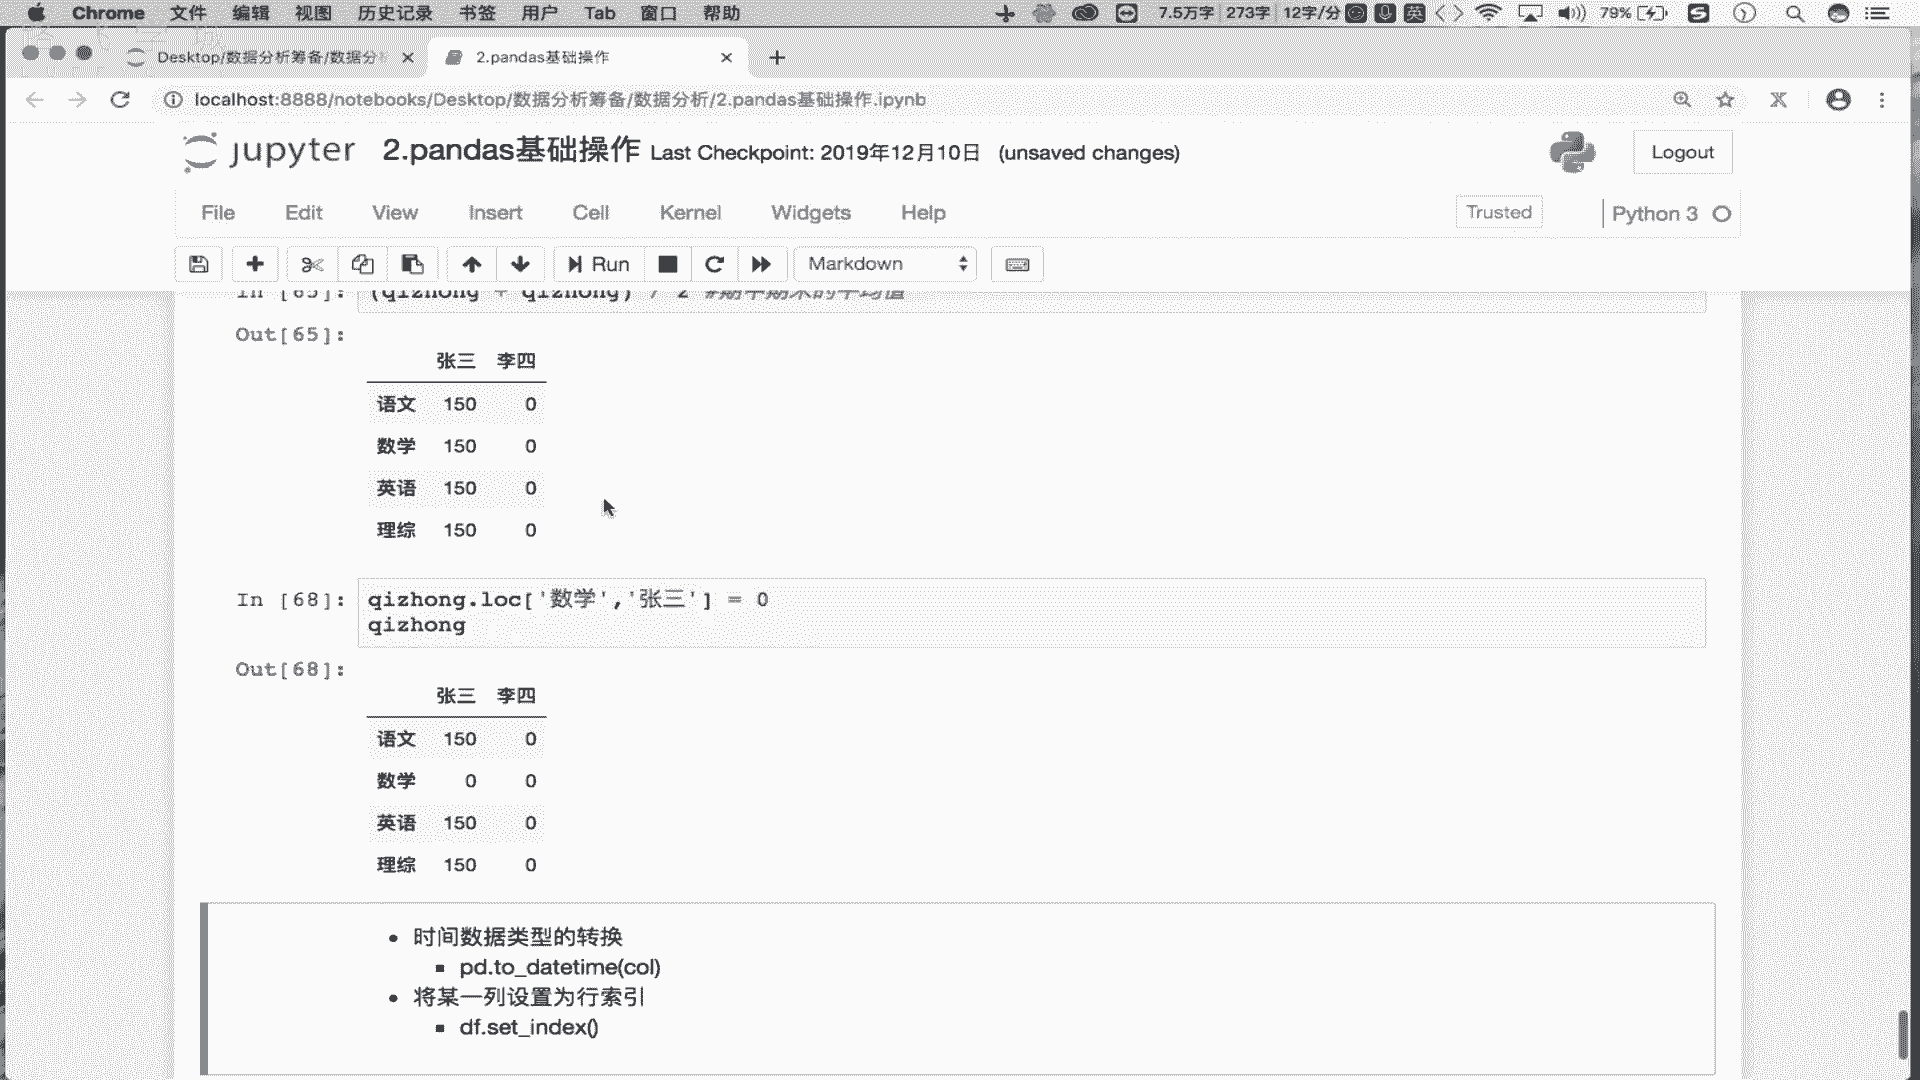 Chrome 文件 编辑 视图 历史记录 书签 用户 Tab 窗口 帮助 7.5万字 273字 12字/分 英 79%
Desktop/数据分析筹备/数据分析 2.pandas基础操作
localhost:8888/notebooks/Desktop/数据分析筹备/数据分析/2.pandas基础操作.ipynb
jupyter 2.pandas基础操作 Last Checkpoint: 2019年12月10日 (unsaved changes) Logout
File Edit View Insert Cell Kernel Widgets Help Trusted Python 3
Run Markdown
In [65]: (qizhong + qizhong) / 2 #期中期末的平均值
Out[65]:
张三 李四
语文 150 0
数学 150 0
英语 150 0
理综 150 0
In [68]: qizhong.loc['数学','张三'] = 0
qizhong
Out[68]:
张三 李四
语文 150 0
数学 0 0
英语 150 0
理综 150 0
• 时间数据类型的转换
▪ pd.to_datetime(col)
• 将某一列设置为行索引
▪ df.set_index()